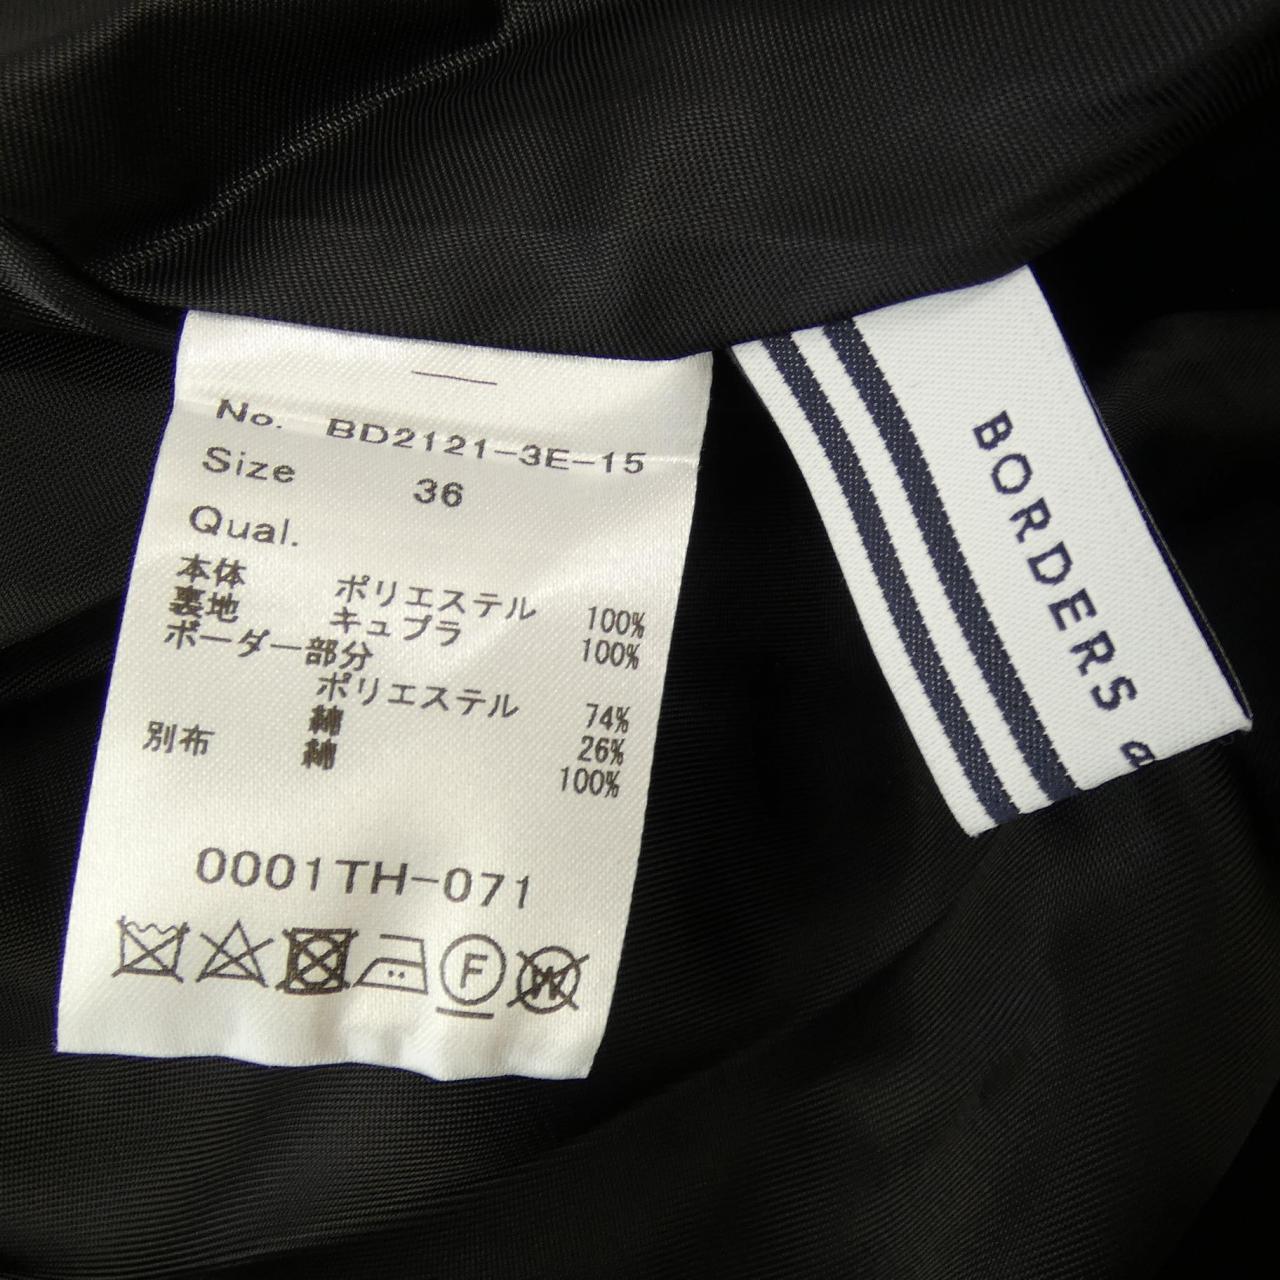 No. BD2121-3E-15
Size 36
Qual.
本体 ポリエステル 100%
裏地 キュプラ 100%
ボーダー部分
ポリエステル 74%
綿 26%
別布 綿 100%
0001TH-071
F
W
BORDERS a